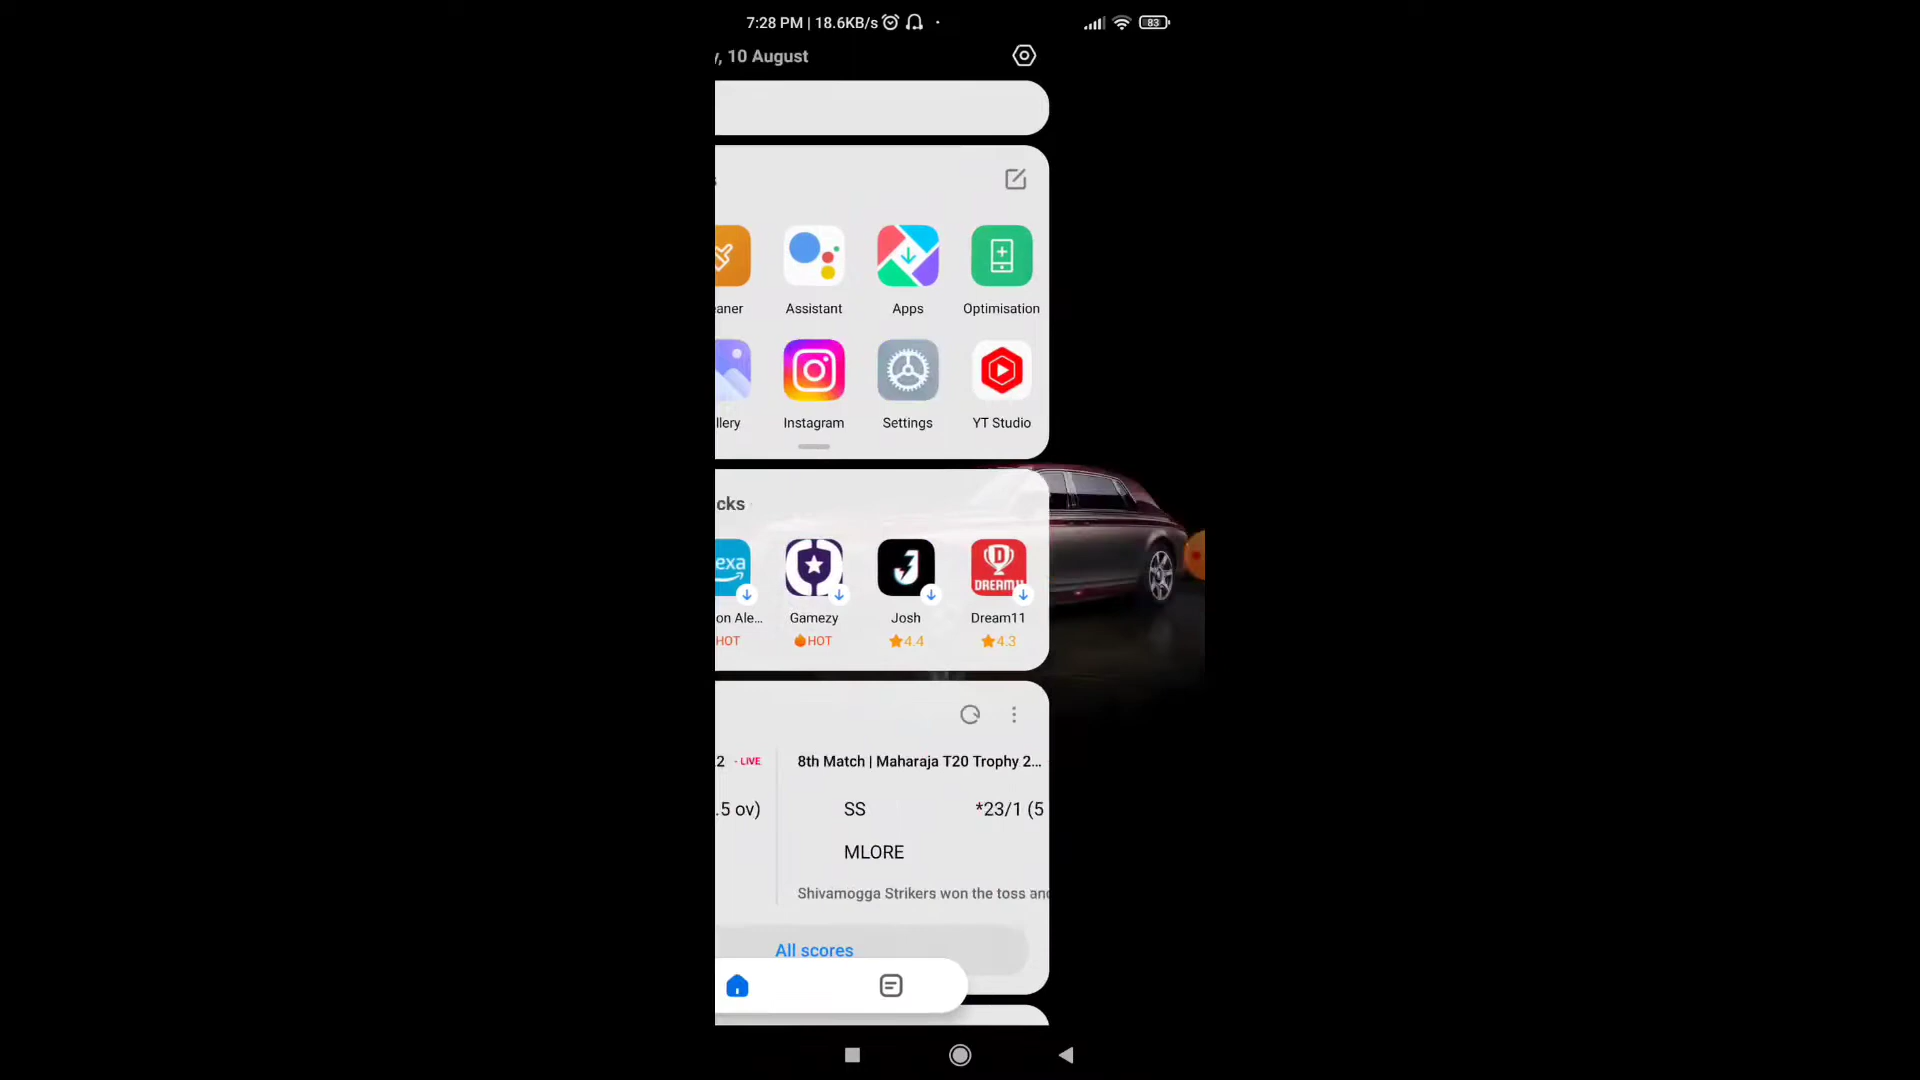 7:28 PM | 18.6KB/s
83
, 10 August
aner
Assistant
Apps
Optimisation
llery
Instagram
Settings
YT Studio
cks
exa
DREAM11
on Ale...
Gamezy
Josh
Dream11
HOT
HOT
4.4
4.3
2 - LIVE
8th Match | Maharaja T20 Trophy 2...
.5 ov)
SS
*23/1 (5
MLORE
Shivamogga Strikers won the toss and
All scores